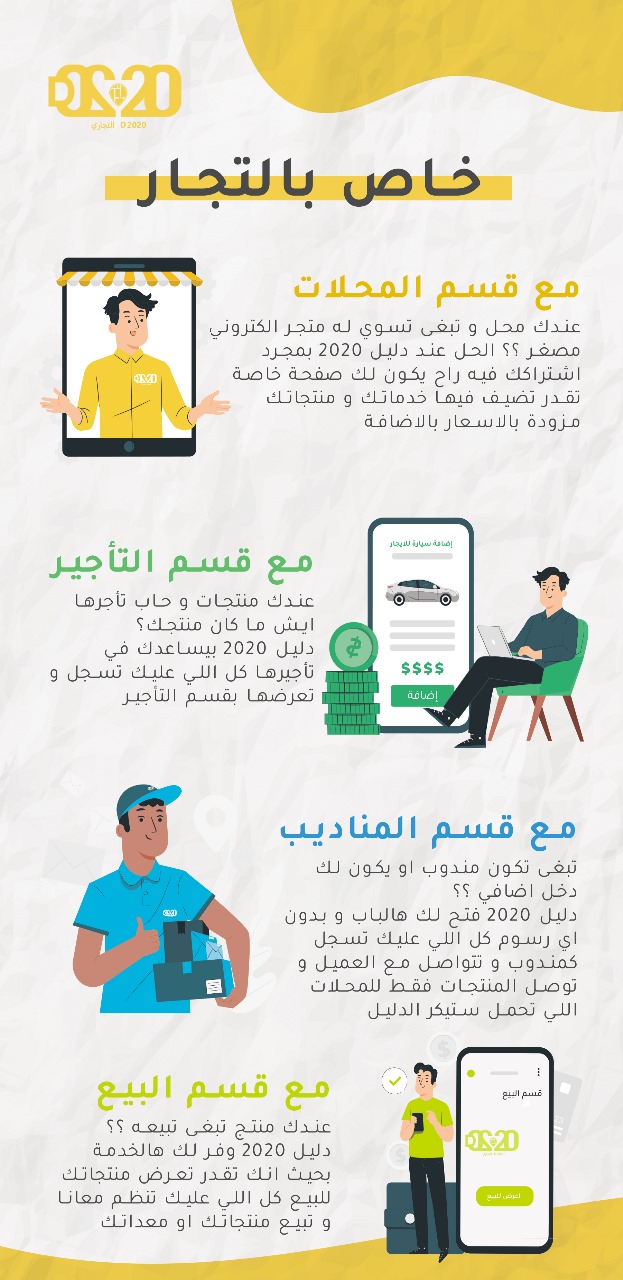 D2020
التجاري D2020
خاص بالتجار
مع قسم المحلات
عندك محل و تبغى تسوي له متجر الكتروني
مصغر ؟؟ الحل عند دليل 2020 بمجرد
اشتراكك فيه راح يكون لك صفحة خاصة
تقدر تضيف فيها خدماتك و منتجاتك
مزودة بالاسعار بالاضافة
D2020
مع قسم التأجير
عندك منتجات و حاب تأجرها
ايش ما كان منتجك؟
دليل 2020 بيساعدك في
تأجيرها كل اللي عليك تسجل و
تعرضها بقسم التأجير
إضافة سيارة للايجار
$$$$
إضافة
مع قسم المناديب
تبغى تكون مندوب او يكون لك
دخل اضافي ؟؟
دليل 2020 فتح لك هالباب و بدون
اي رسوم كل اللي عليك تسجل
كمندوب و تتواصل مع العميل و
توصل المنتجات فقط للمحلات
اللي تحمل ستيكر الدليل
مع قسم البيع
عندك منتج تبغى تبيعه ؟؟
دليل 2020 وفر لك هالخدمة
بحيث انك تقدر تعرض منتجاتك
للبيع كل اللي عليك تنظم معانا
و تبيع منتجاتك او معداتك
قسم البيع
D2020
اعرض للبيع